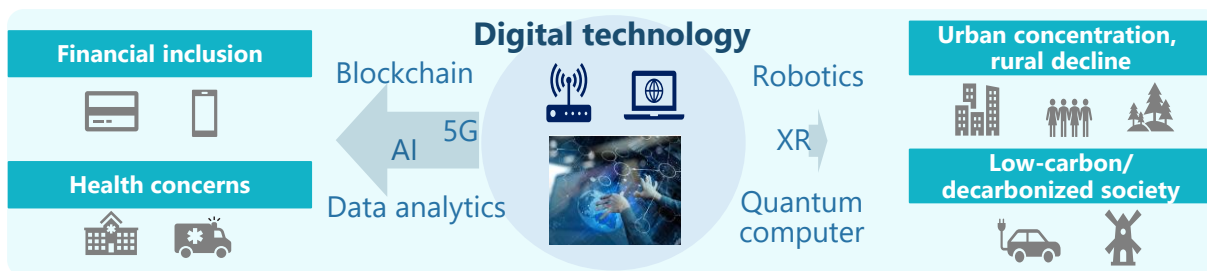 Digital technology
Financial inclusion
Health concerns
Blockchain
5G
AI
Data analytics
Robotics
XR
Quantum
computer
Urban concentration,
rural decline
Low-carbon/
decarbonized society